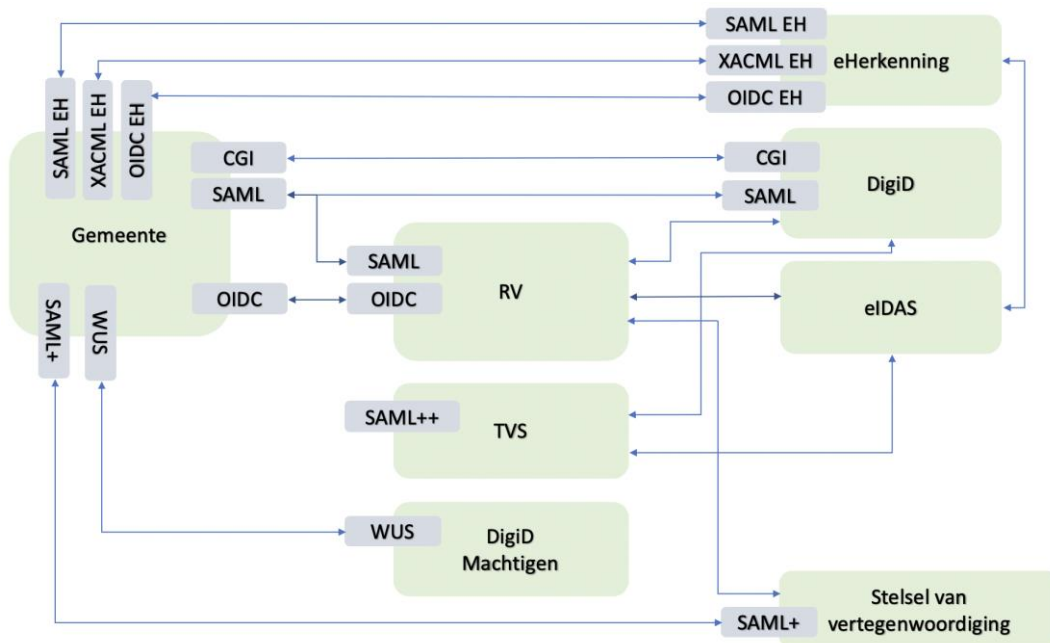 SAML EH
XACML EH
eHerkenning
OIDC EH
SAML EH
XACML EH
OIDC EH
CGI
CGI
DigiD
SAML
SAML
Gemeente
SAML
OIDC
OIDC
RV
eIDAS
SAML+
WUS
SAML++
TVS
WUS
DigiD
Machtigen
Stelsel van
vertegenwoordiging
SAML+